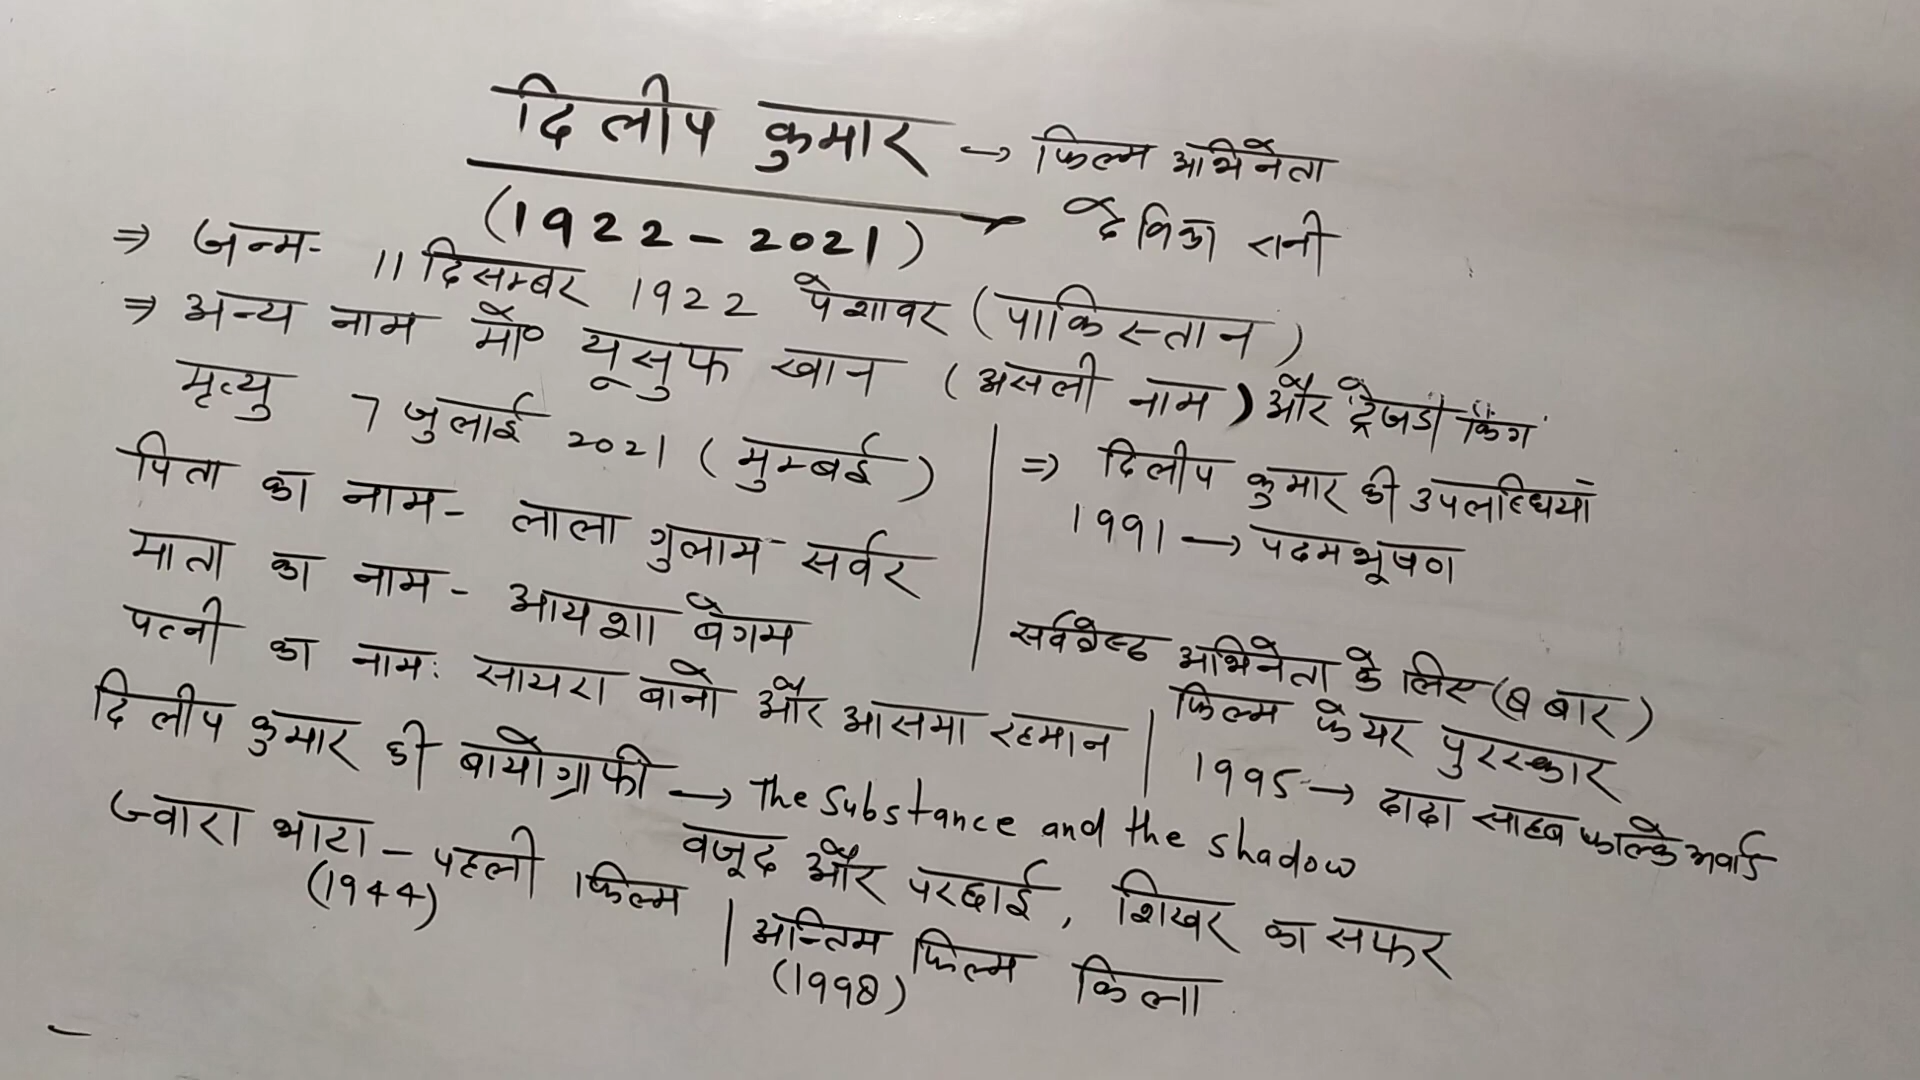 दिलीप कुमार → फिल्म अभिनेता
(1922 - 2021) → देविका रानी
⇒ जन्म - 11 दिसम्बर 1922 पेशावर (पाकिस्तान)
⇒ अन्य नाम मो० यूसुफ खान (असली नाम) और "ट्रेजडी किंग"
मृत्यु 7 जुलाई 2021 (मुम्बई)
पिता का नाम - लाला गुलाम सर्वर
माता का नाम - आयशा बेगम
पत्नी का नाम: सायरा बानो और आसमा रहमान
⇒ दिलीप कुमार की उपलब्धियाँ
1991 → पदमभूषण
सर्वश्रेष्ठ अभिनेता के लिए (8 बार)
फिल्म फेयर पुरस्कार
1995 → दादा साहब फाल्के अवार्ड
दिलीप कुमार की बायोग्राफी → The Substance and the Shadow
वजूद और परछाई, शिखर का सफर
ज्वारा भाटा - पहली फिल्म
(1944)
अन्तिम फिल्म किला
(1998)